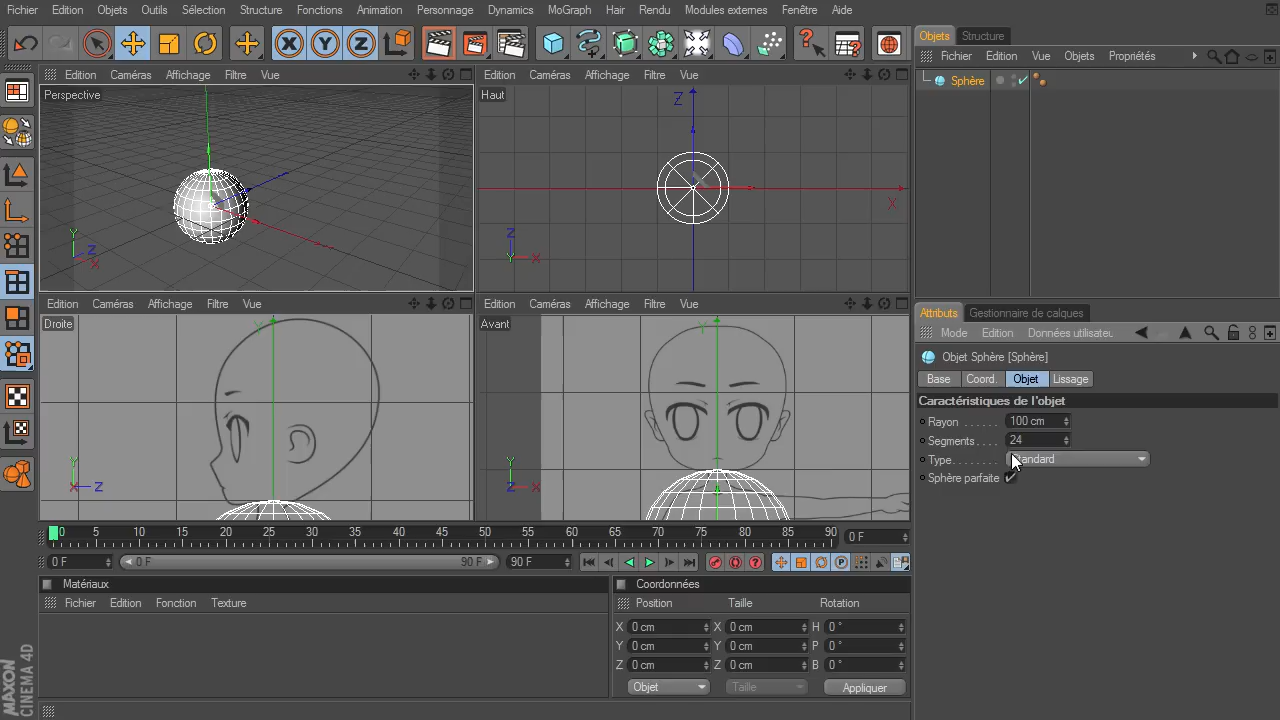 Fichier Edition Outils Sélection Structure Fonctions Animation Personnage Dynamics MoGraph Hair Rendu Modules externes Fenêtre Aide
Objets Structure
Fichier Edition Vue Objets Propriétés
Sphère
Edition Caméras Affichage Filtre Vue
Perspective
Y
Z
X
Edition Caméras Affichage Filtre Vue
Haut
Z
X
Z
Y X
Edition Caméras Affichage Filtre Vue
Droite
Y
Y
X Z
Edition Caméras Affichage Filtre Vue
Avant
Y
Y
Z X
Attributs Gestionnaire de calques
Mode Edition Données utilisateu
Objet Sphère [Sphère]
Base Coord. Objet Lissage
Caractéristiques de l'objet
Rayon 100 cm
Segments 24
Type
Sphère parfaite
0 5 10 15 20 25 30 35 40 45 50 55 60 65 70 75 80 85 90 0 F
0 F 0 F 90 F 90 F
Matériaux
Fichier Edition Fonction Texture
Coordonnées
Position Taille Rotation
X 0 cm X 0 cm H 0 °
Y 0 cm Y 0 cm P 0 °
Z 0 cm Z 0 cm B 0 °
Objet Taille Appliquer
MAXON
CINEMA 4D